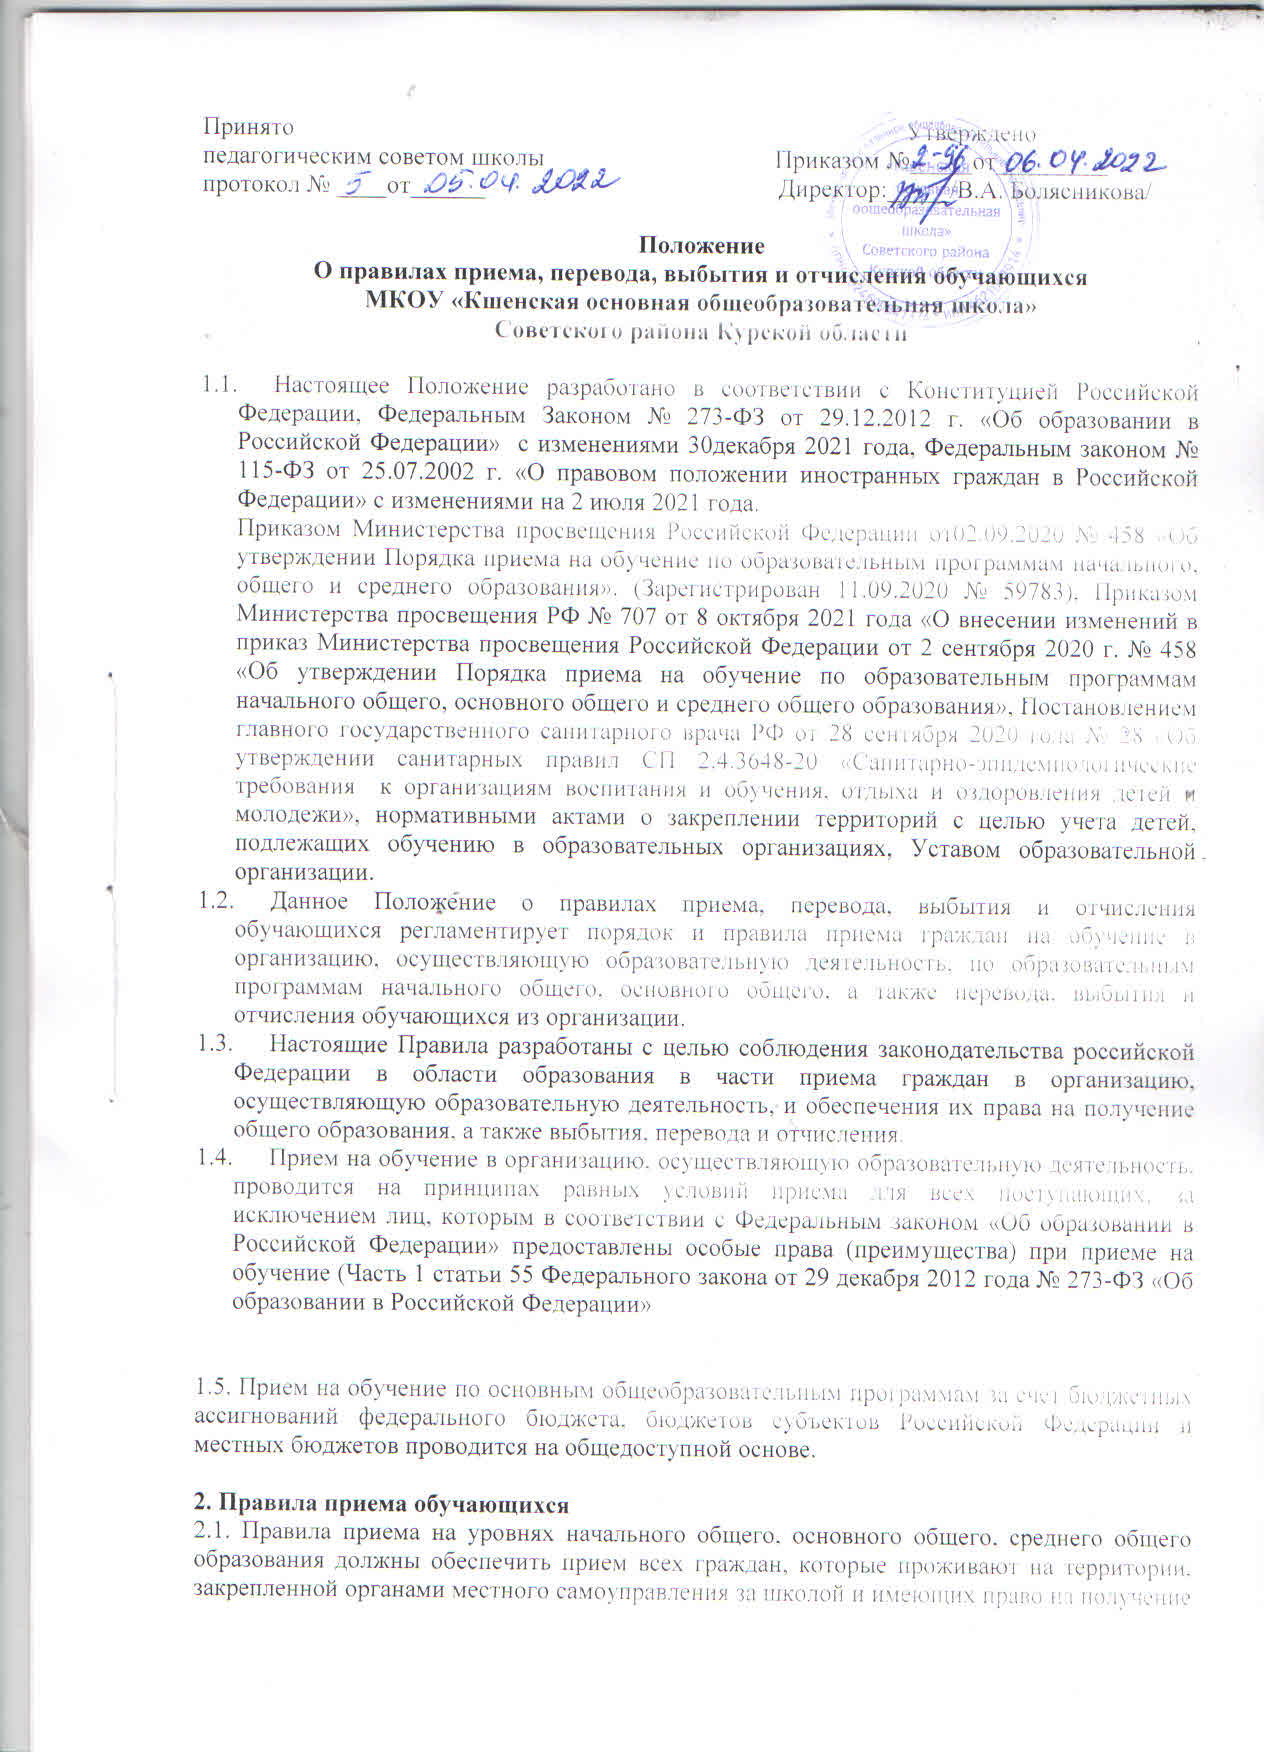 Принято Утверждено
педагогическим советом школы Приказом № 2-96 от 06.04.2022
протокол № 5 от 05.04.2022 Директор: /В.А. Болясникова/
общеобразовательная
школа»
Советского района
Курской области
Положение
О правилах приема, перевода, выбытия и отчисления обучающихся
МКОУ «Кшенская основная общеобразовательная школа»
Советского района Курской области
1.1. Настоящее Положение разработано в соответствии с Конституцией Российской
Федерации, Федеральным Законом № 273-ФЗ от 29.12.2012 г. «Об образовании в
Российской Федерации» с изменениями 30декабря 2021 года, Федеральным законом №
115-ФЗ от 25.07.2002 г. «О правовом положении иностранных граждан в Российской
Федерации» с изменениями на 2 июля 2021 года.
Приказом Министерства просвещения Российской Федерации от02.09.2020 № 458 «Об
утверждении Порядка приема на обучение по образовательным программам начального,
общего и среднего образования». (Зарегистрирован 11.09.2020 № 59783), Приказом
Министерства просвещения РФ № 707 от 8 октября 2021 года «О внесении изменений в
приказ Министерства просвещения Российской Федерации от 2 сентября 2020 г. № 458
«Об утверждении Порядка приема на обучение по образовательным программам
начального общего, основного общего и среднего общего образования», Постановлением
главного государственного санитарного врача РФ от 28 сентября 2020 года № 28 «Об
утверждении санитарных правил СП 2.4.3648-20 «Санитарно-эпидемиологические
требования к организациям воспитания и обучения, отдыха и оздоровления детей и
молодежи», нормативными актами о закреплении территорий с целью учета детей,
подлежащих обучению в образовательных организациях, Уставом образовательной
организации.
1.2. Данное Положение о правилах приема, перевода, выбытия и отчисления
обучающихся регламентирует порядок и правила приема граждан на обучение в
организацию, осуществляющую образовательную деятельность, по образовательным
программам начального общего, основного общего, а также перевода, выбытия и
отчисления обучающихся из организации.
1.3. Настоящие Правила разработаны с целью соблюдения законодательства российской
Федерации в области образования в части приема граждан в организацию,
осуществляющую образовательную деятельность, и обеспечения их права на получение
общего образования, а также выбытия, перевода и отчисления.
1.4. Прием на обучение в организацию, осуществляющую образовательную деятельность,
проводится на принципах равных условий приема для всех поступающих, за
исключением лиц, которым в соответствии с Федеральным законом «Об образовании в
Российской Федерации» предоставлены особые права (преимущества) при приеме на
обучение (Часть 1 статьи 55 Федерального закона от 29 декабря 2012 года № 273-ФЗ «Об
образовании в Российской Федерации»
1.5. Прием на обучение по основным общеобразовательным программам за счет бюджетных
ассигнований федерального бюджета, бюджетов субъектов Российской Федерации и
местных бюджетов проводится на общедоступной основе.
2. Правила приема обучающихся
2.1. Правила приема на уровнях начального общего, основного общего, среднего общего
образования должны обеспечить прием всех граждан, которые проживают на территории,
закрепленной органами местного самоуправления за школой и имеющих право на получение